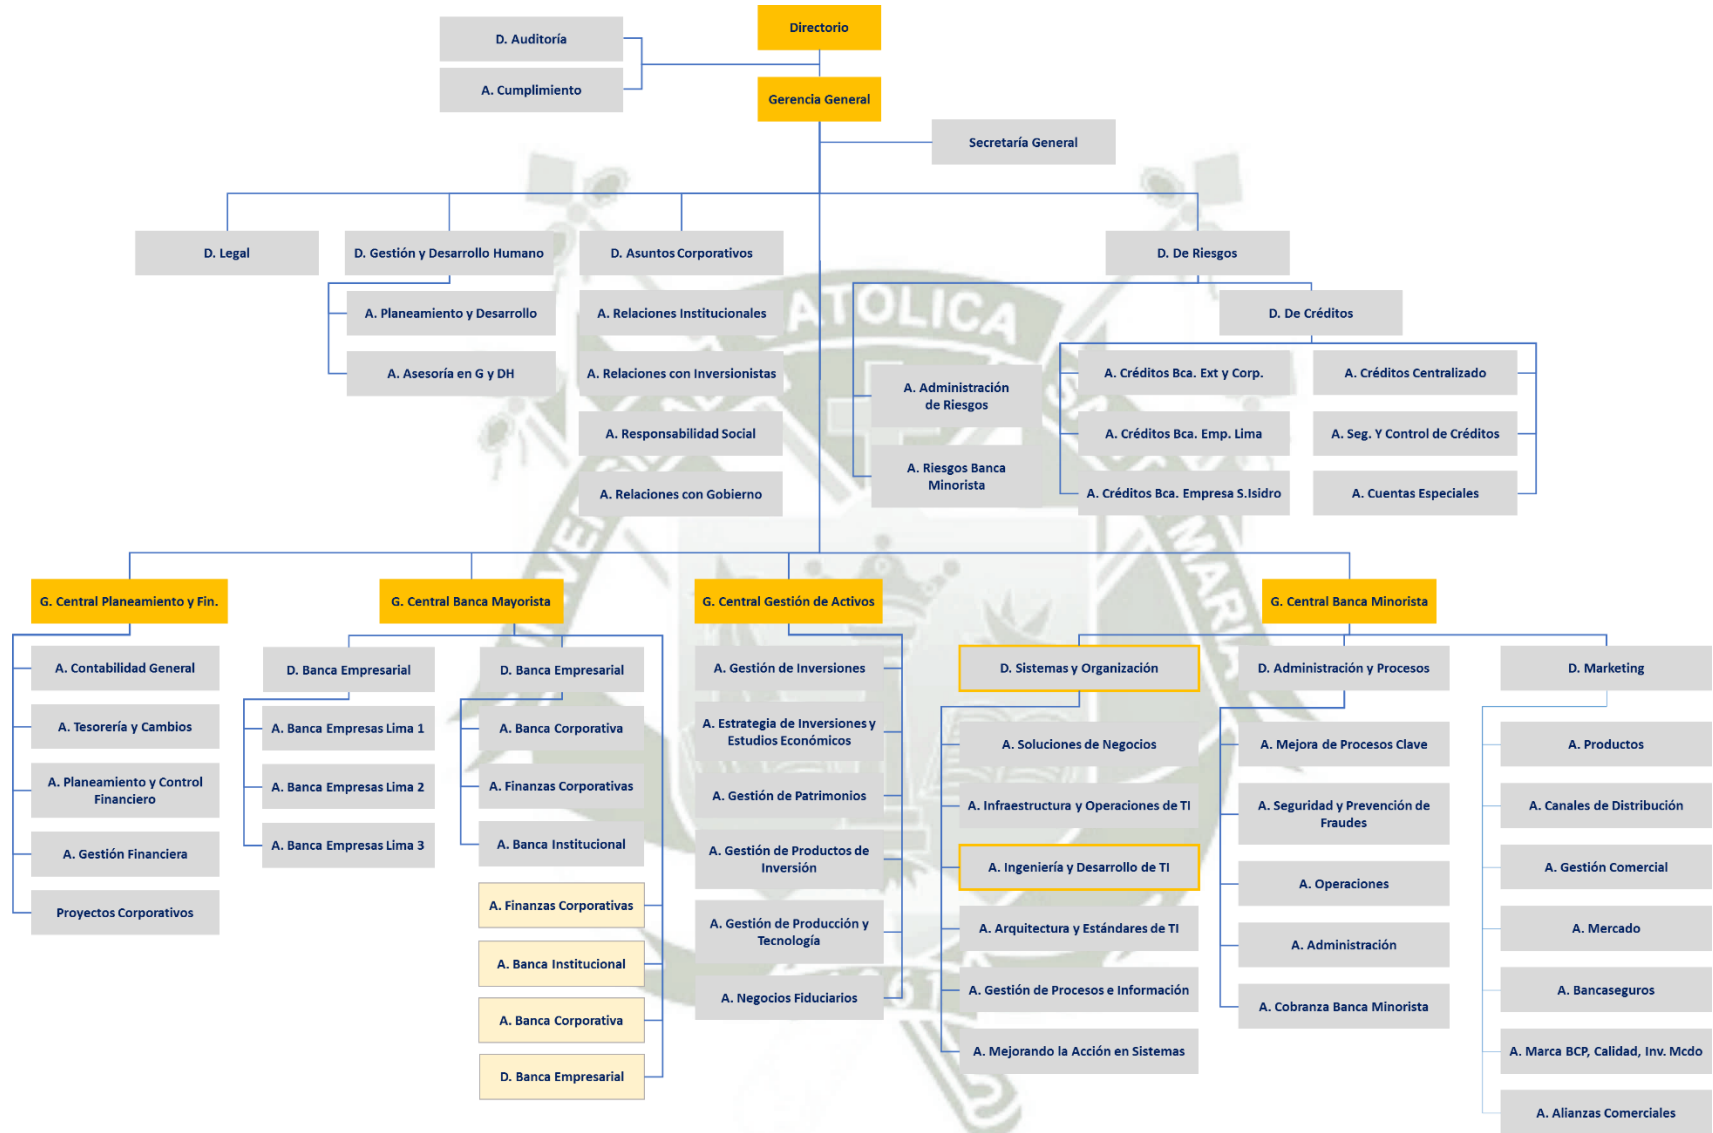 Directorio
D. Auditoría
A. Cumplimiento
Gerencia General
Secretaría General
D. Legal
D. Gestión y Desarrollo Humano
D. Asuntos Corporativos
D. De Riesgos
A. Planeamiento y Desarrollo
A. Asesoría en G y DH
A. Relaciones Institucionales
A. Relaciones con Inversionistas
A. Responsabilidad Social
A. Relaciones con Gobierno
A. Administración
de Riesgos
A. Riesgos Banca
Minorista
D. De Créditos
A. Créditos Bca. Ext y Corp.
A. Créditos Bca. Emp. Lima
A. Créditos Bca. Empresa S.Isidro
A. Créditos Centralizado
A. Seg. Y Control de Créditos
A. Cuentas Especiales
G. Central Planeamiento y Fin.
G. Central Banca Mayorista
G. Central Gestión de Activos
G. Central Banca Minorista
A. Contabilidad General
A. Tesorería y Cambios
A. Planeamiento y Control
Financiero
A. Gestión Financiera
Proyectos Corporativos
D. Banca Empresarial
A. Banca Empresas Lima 1
A. Banca Empresas Lima 2
A. Banca Empresas Lima 3
D. Banca Empresarial
A. Banca Corporativa
A. Finanzas Corporativas
A. Banca Institucional
A. Finanzas Corporativas
A. Banca Institucional
A. Banca Corporativa
D. Banca Empresarial
A. Gestión de Inversiones
A. Estrategia de Inversiones y
Estudios Económicos
A. Gestión de Patrimonios
A. Gestión de Productos de
Inversión
A. Gestión de Producción y
Tecnología
A. Negocios Fiduciarios
D. Sistemas y Organización
A. Soluciones de Negocios
A. Infraestructura y Operaciones de TI
A. Ingeniería y Desarrollo de TI
A. Arquitectura y Estándares de TI
A. Gestión de Procesos e Información
A. Mejorando la Acción en Sistemas
D. Administración y Procesos
A. Mejora de Procesos Clave
A. Seguridad y Prevención de
Fraudes
A. Operaciones
A. Administración
A. Cobranza Banca Minorista
D. Marketing
A. Productos
A. Canales de Distribución
A. Gestión Comercial
A. Mercado
A. Bancaseguros
A. Marca BCP, Calidad, Inv. Mcdo
A. Alianzas Comerciales